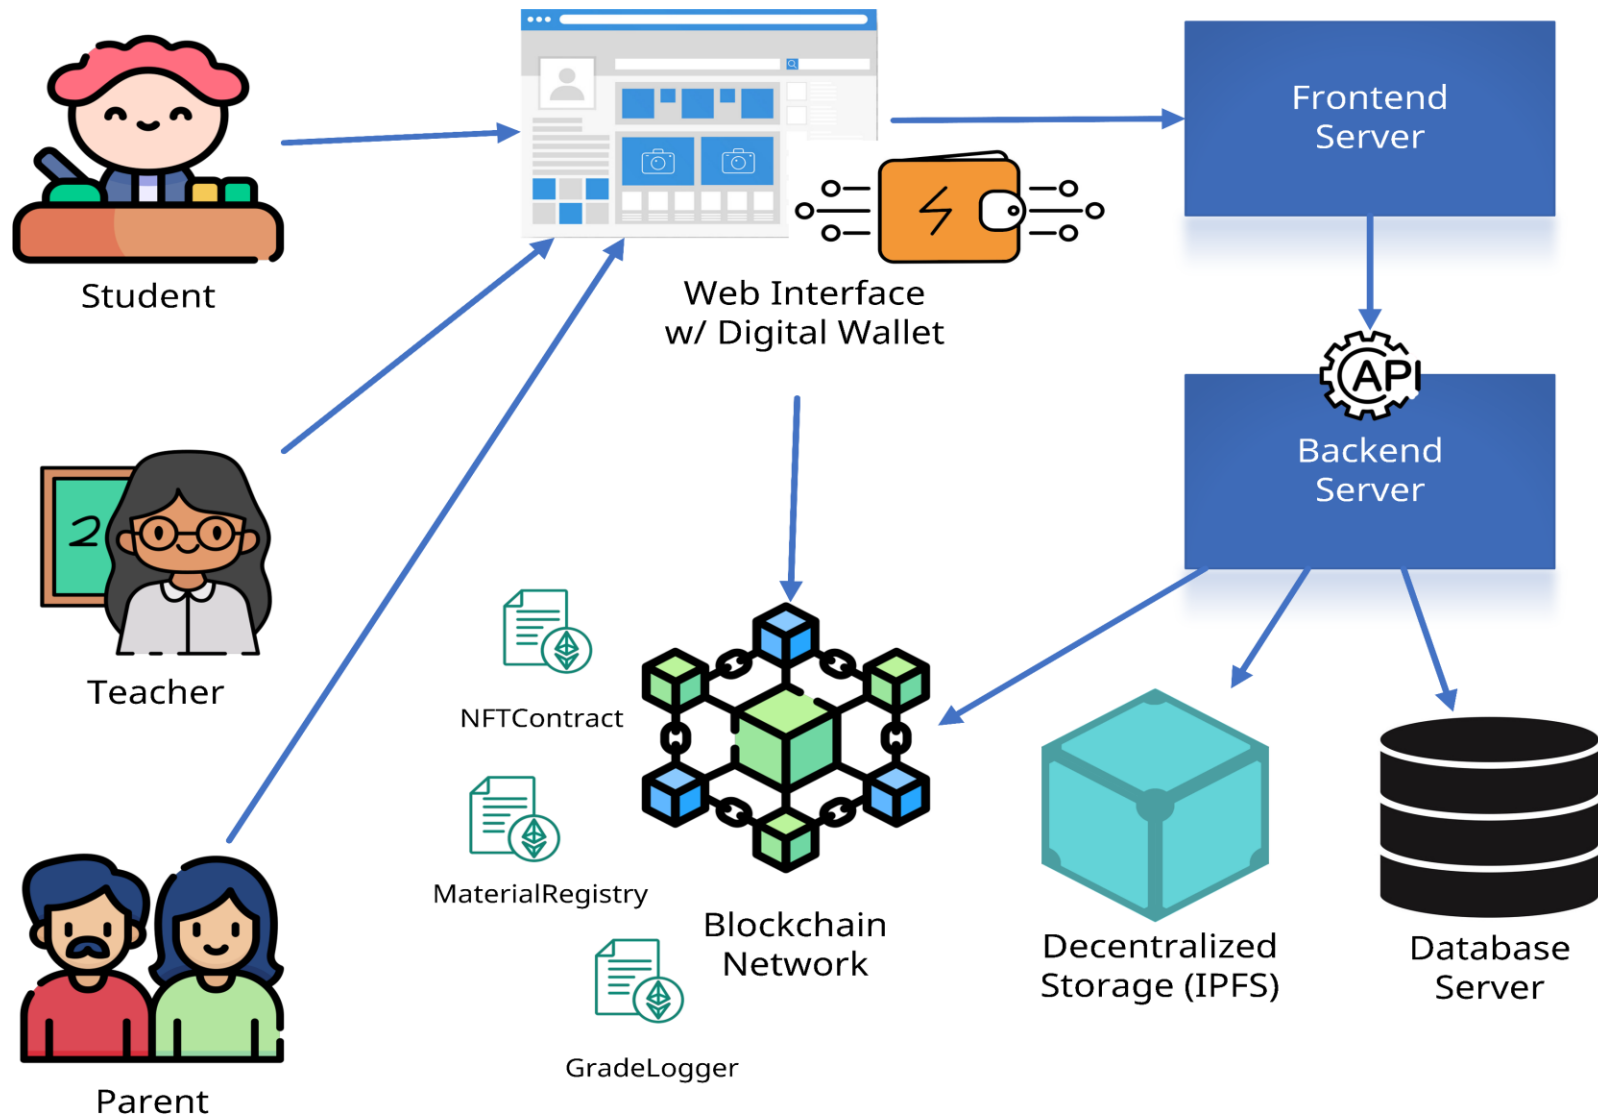 Student
Web Interface
w/ Digital Wallet
Frontend
Server
API
Backend
Server
2
Teacher
NFTContract
MaterialRegistry
GradeLogger
Blockchain
Network
Decentralized
Storage (IPFS)
Database
Server
Parent